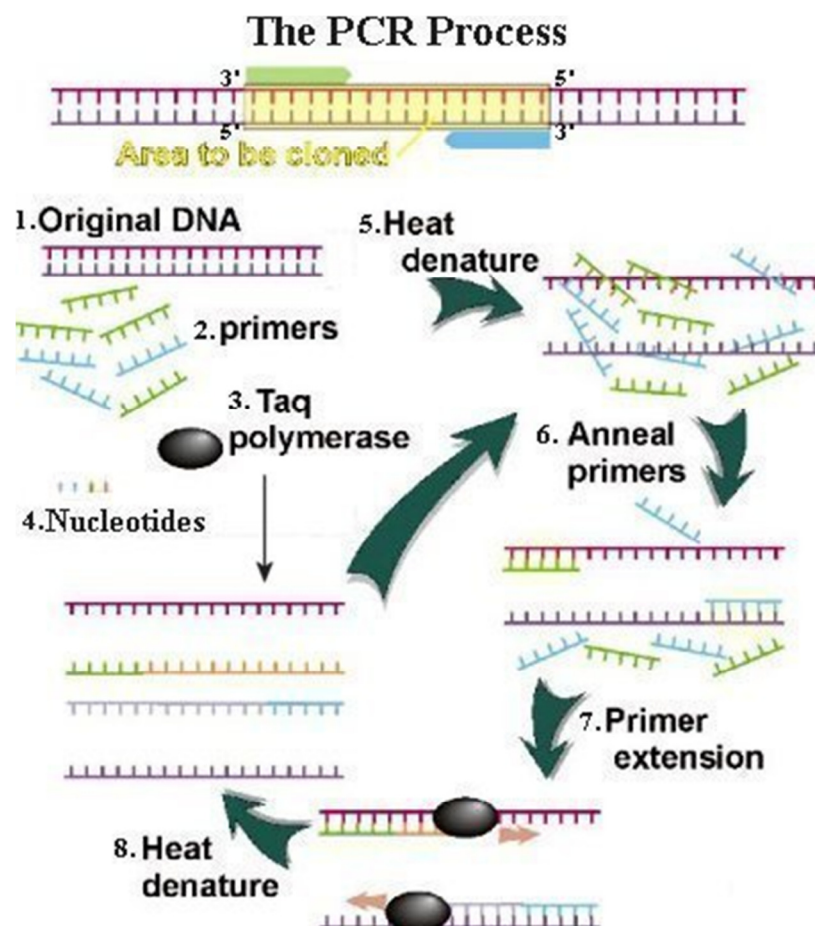 The PCR Process
3' 5'
5' 3'
Area to be cloned
1.Original DNA
2.primers
3. Taq
polymerase
4.Nucleotides
5.Heat
denature
6. Anneal
primers
7.Primer
extension
8.Heat
denature